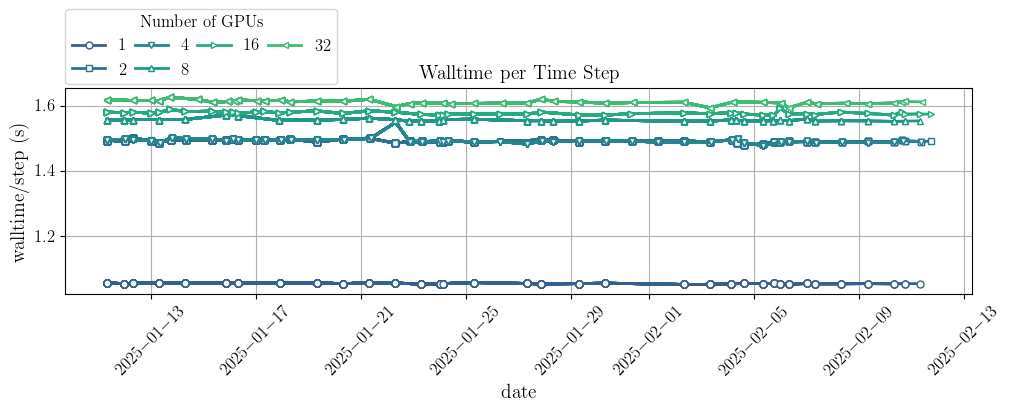 Number of GPUs
1 4 16 32
2 8
Walltime per Time Step
walltime/step (s)
1.6
1.4
1.2
2025−01−13
2025−01−17
2025−01−21
2025−01−25
2025−01−29
2025−02−01
2025−02−05
2025−02−09
2025−02−13
date